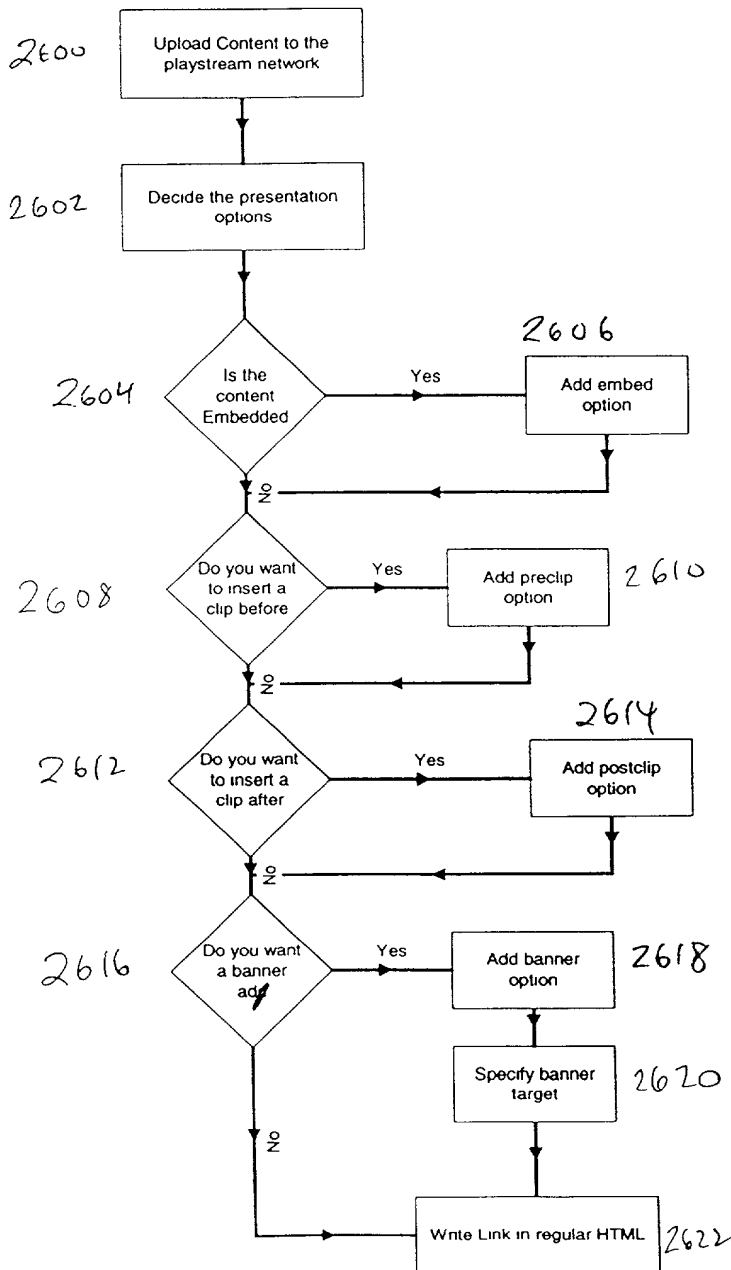 2600
Upload Content to the
playstream network
2602
Decide the presentation
options
2604
Is the
content
Embedded
Yes
2606
Add embed
option
No
2608
Do you want
to insert a
clip before
Yes
Add preclip
option
2610
No
2612
Do you want
to insert a
clip after
Yes
2614
Add postclip
option
No
2616
Do you want
a banner
add
Yes
Add banner
option
2618
Specify banner
target
2620
No
Write Link in regular HTML
2622